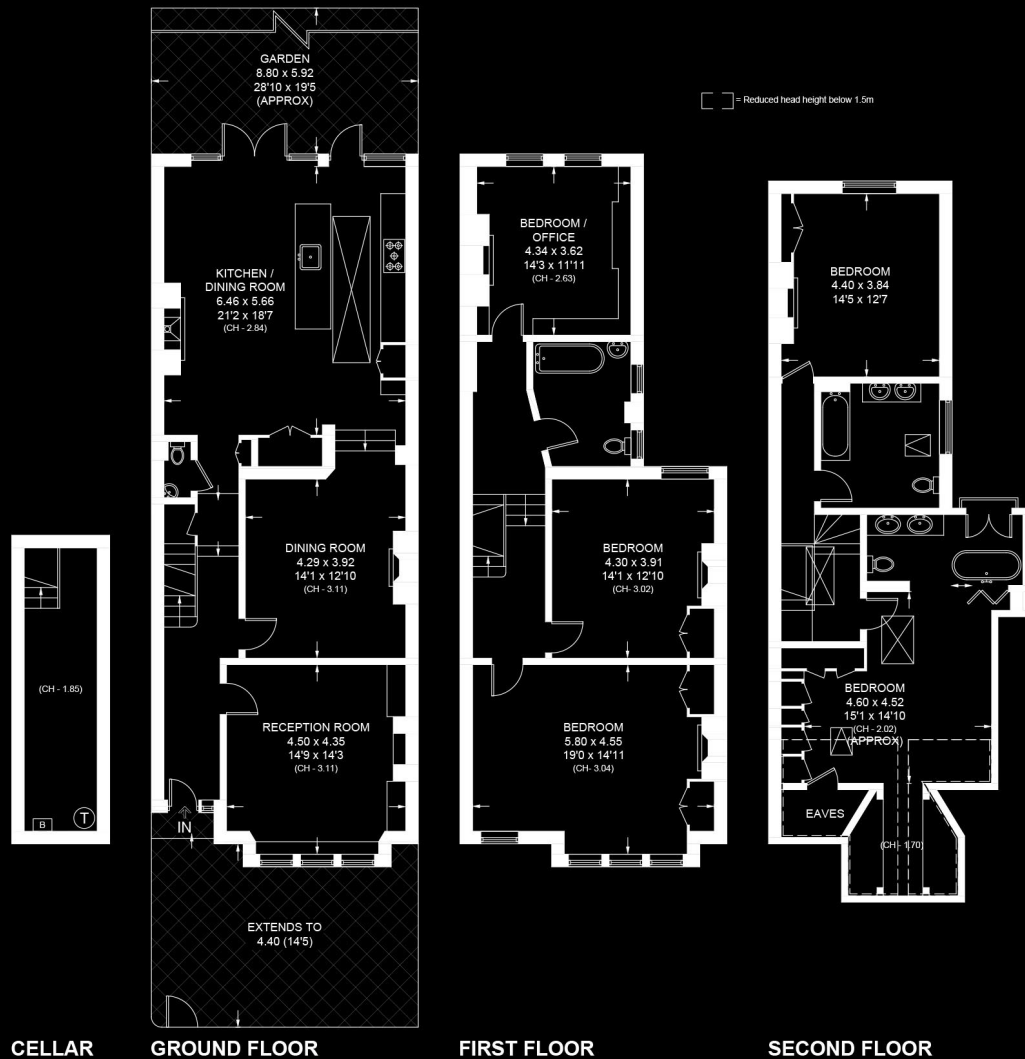 GARDEN
8.80 x 5.92
28'10 x 19'5
(APPROX)
= Reduced head height below 1.5m
KITCHEN /
DINING ROOM
6.46 x 5.66
21'2 x 18'7
(CH - 2.84)
DINING ROOM
4.29 x 3.92
14'1 x 12'10
(CH - 3.11)
RECEPTION ROOM
4.50 x 4.35
14'9 x 14'3
(CH - 3.11)
IN
EXTENDS TO
4.40 (14'5)
(CH - 1.85)
B
T
BEDROOM /
OFFICE
4.34 x 3.62
14'3 x 11'11
(CH - 2.63)
BEDROOM
4.30 x 3.91
14'1 x 12'10
(CH- 3.02)
BEDROOM
5.80 x 4.55
19'0 x 14'11
(CH - 3.04)
BEDROOM
4.40 x 3.84
14'5 x 12'7
BEDROOM
4.60 x 4.52
15'1 x 14'10
(CH - 2.02)
(APPROX)
EAVES
(CH - 1.70)
CELLAR
GROUND FLOOR
FIRST FLOOR
SECOND FLOOR